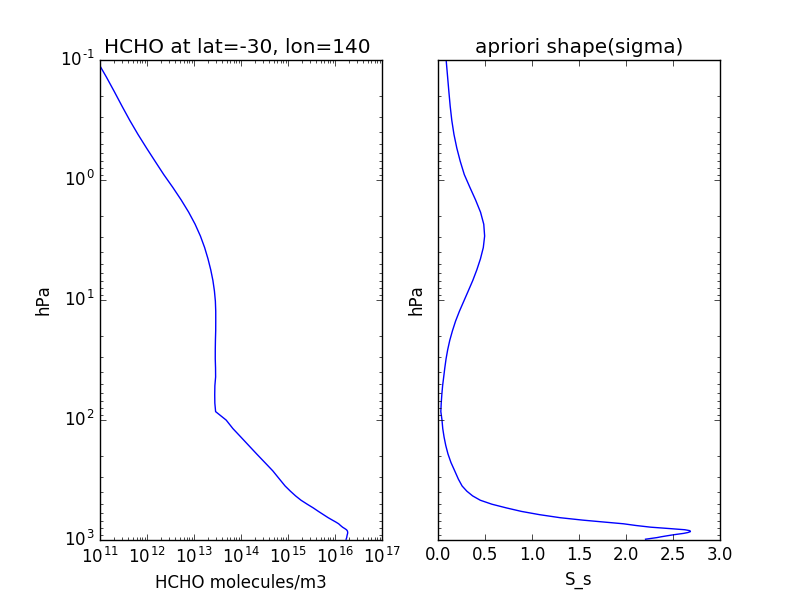 HCHO at lat=-30, lon=140
10^-1
10^0
10^1
10^2
10^3
hPa
10^11 10^12 10^13 10^14 10^15 10^16 10^17
HCHO molecules/m3
apriori shape(sigma)
hPa
0.0 0.5 1.0 1.5 2.0 2.5 3.0
S_s